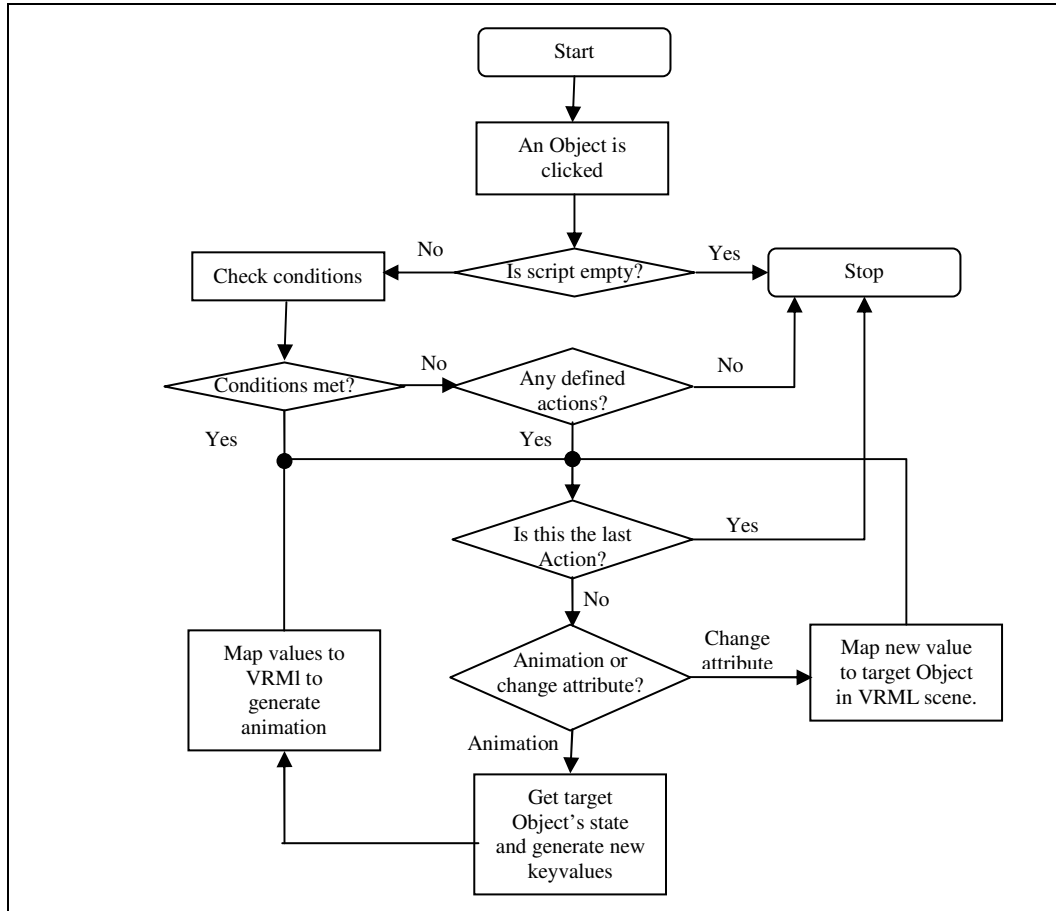 Start
An Object is
clicked
No
Yes
Check conditions
Is script empty?
Stop
Conditions met?
No
Any defined
actions?
No
Yes
Yes
Is this the last
Action?
Yes
No
Animation or
change attribute?
Change
attribute
Map new value
to target Object
in VRML scene.
Map values to
VRMl to
generate
animation
Animation
Get target
Object's state
and generate new
keyvalues